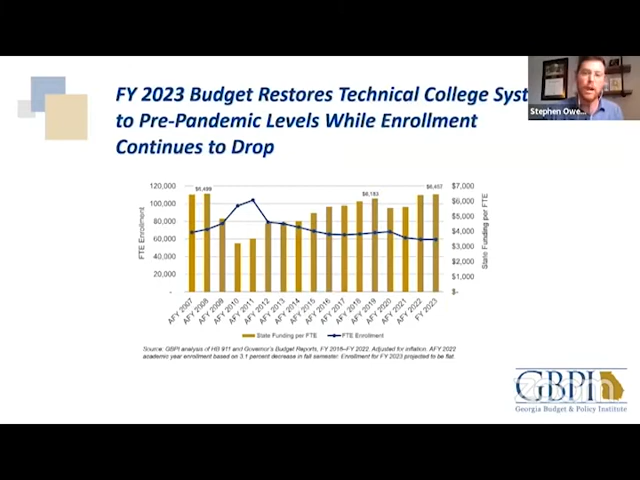 FY 2023 Budget Restores Technical College Syst
to Pre-Pandemic Levels While Enrollment
Continues to Drop
Stephen Owe...
120,000
100,000
80,000
60,000
40,000
20,000
-
FTE Enrollment
$6,183
$7,000
$6,000
$5,000
$4,000
$3,000
$2,000
$1,000
$-
State Funding per FTE
AFY 2007
AFY 2008
AFY 2009
AFY 2010
AFY 2011
AFY 2012
AFY 2013
AFY 2014
AFY 2015
AFY 2016
AFY 2017
AFY 2018
AFY 2019
AFY 2020
AFY 2021
AFY 2022
FY 2023
State Funding per FTE
FTE Enrollment
Source: GBPI analysis of HB 911 and Governor's Budget Reports, FY 2016–FY 2022. Adjusted for inflation. AFY 2022
academic year enrollment based on 3.1 percent decrease in fall semester. Enrollment for FY 2023 projected to be flat.
GBPI
zoom
Georgia Budget & Policy Institute